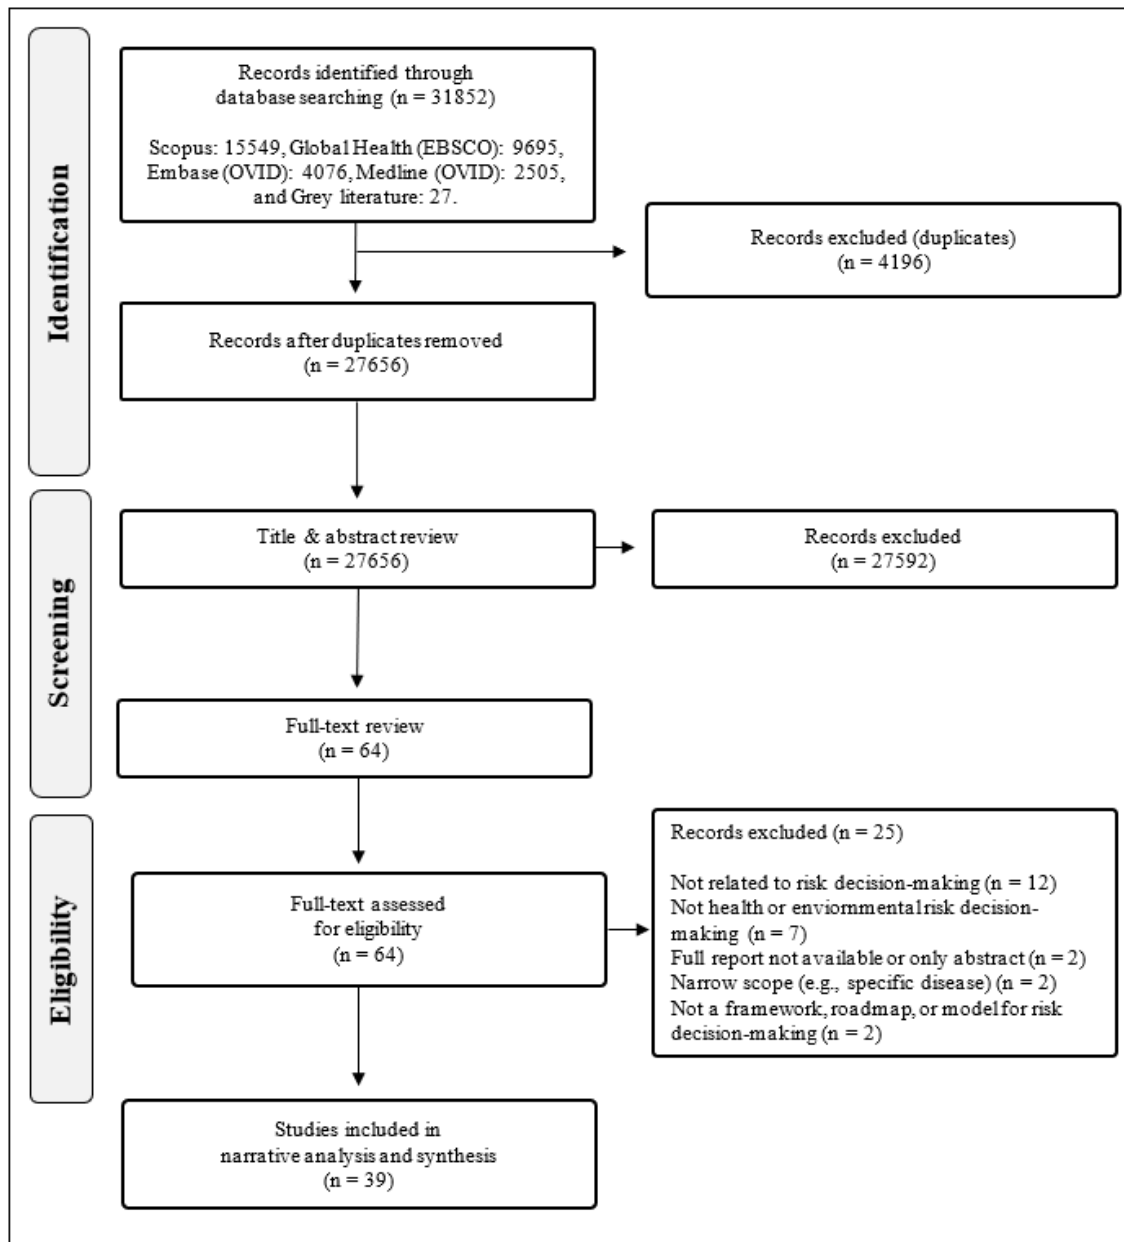 Identification
Records identified through
database searching (n = 31852)
Scopus: 15549, Global Health (EBSCO): 9695,
Embase (OVID): 4076, Medline (OVID): 2505,
and Grey literature: 27.
Records excluded (duplicates)
(n = 4196)
Records after duplicates removed
(n = 27656)
Screening
Title & abstract review
(n = 27656)
Records excluded
(n = 27592)
Full-text review
(n = 64)
Eligibility
Full-text assessed
for eligibility
(n = 64)
Records excluded (n = 25)
Not related to risk decision-making (n = 12)
Not health or enviornmental risk decision-
making (n = 7)
Full report not available or only abstract (n = 2)
Narrow scope (e.g., specific disease) (n = 2)
Not a framework, roadmap, or model for risk
decision-making (n = 2)
Studies included in
narrative analysis and synthesis
(n = 39)